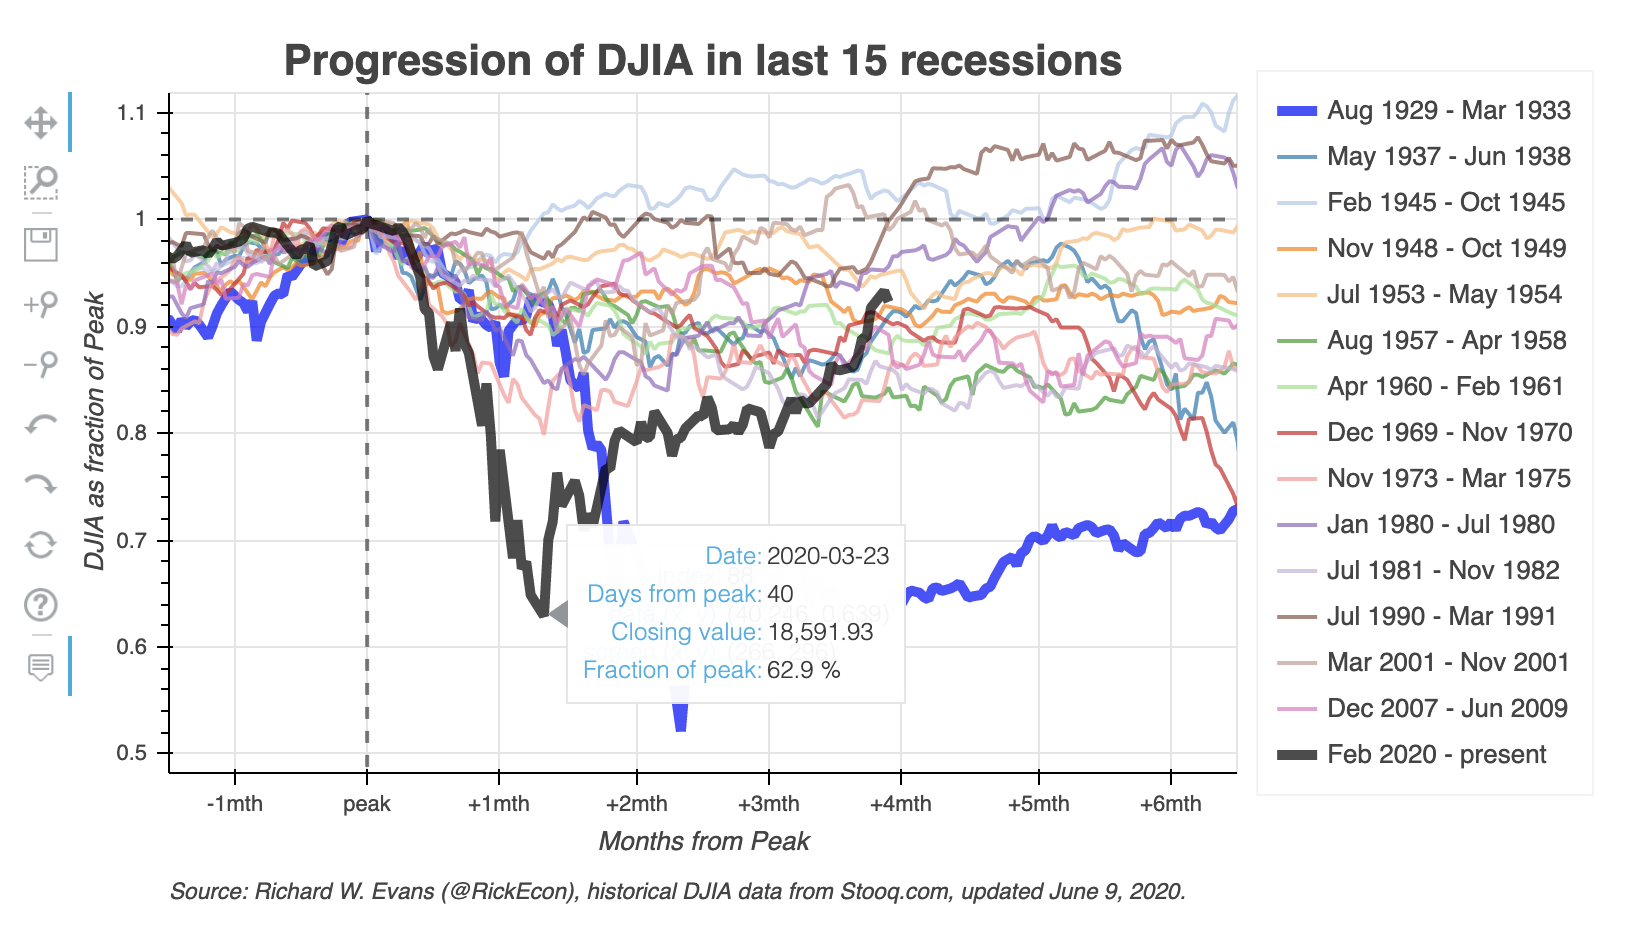 Progression of DJIA in last 15 recessions
DJIA as fraction of Peak
1.1
1
0.9
0.8
0.7
0.6
0.5
-1mth
peak
+1mth
+2mth
+3mth
+4mth
+5mth
+6mth
Months from Peak
Date: 2020-03-23
Days from peak: 40
Closing value: 18,591.93
Fraction of peak: 62.9 %
Aug 1929 - Mar 1933
May 1937 - Jun 1938
Feb 1945 - Oct 1945
Nov 1948 - Oct 1949
Jul 1953 - May 1954
Aug 1957 - Apr 1958
Apr 1960 - Feb 1961
Dec 1969 - Nov 1970
Nov 1973 - Mar 1975
Jan 1980 - Jul 1980
Jul 1981 - Nov 1982
Jul 1990 - Mar 1991
Mar 2001 - Nov 2001
Dec 2007 - Jun 2009
Feb 2020 - present
Source: Richard W. Evans (@RickEcon), historical DJIA data from Stooq.com, updated June 9, 2020.